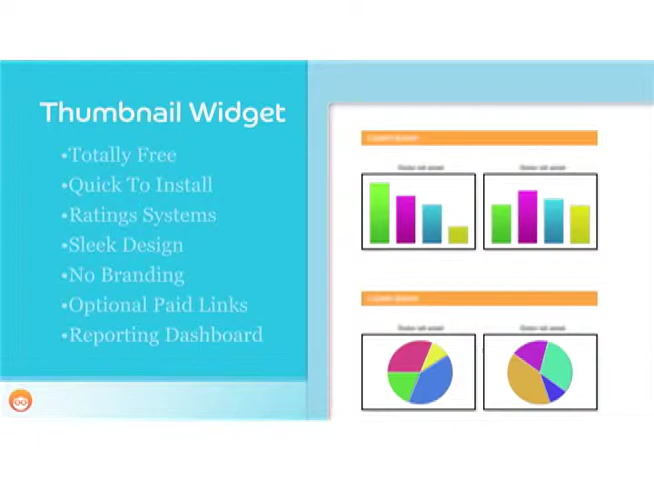 Thumbnail Widget
•Totally Free
•Quick To Install
•Ratings Systems
•Sleek Design
•No Branding
•Optional Paid Links
•Reporting Dashboard